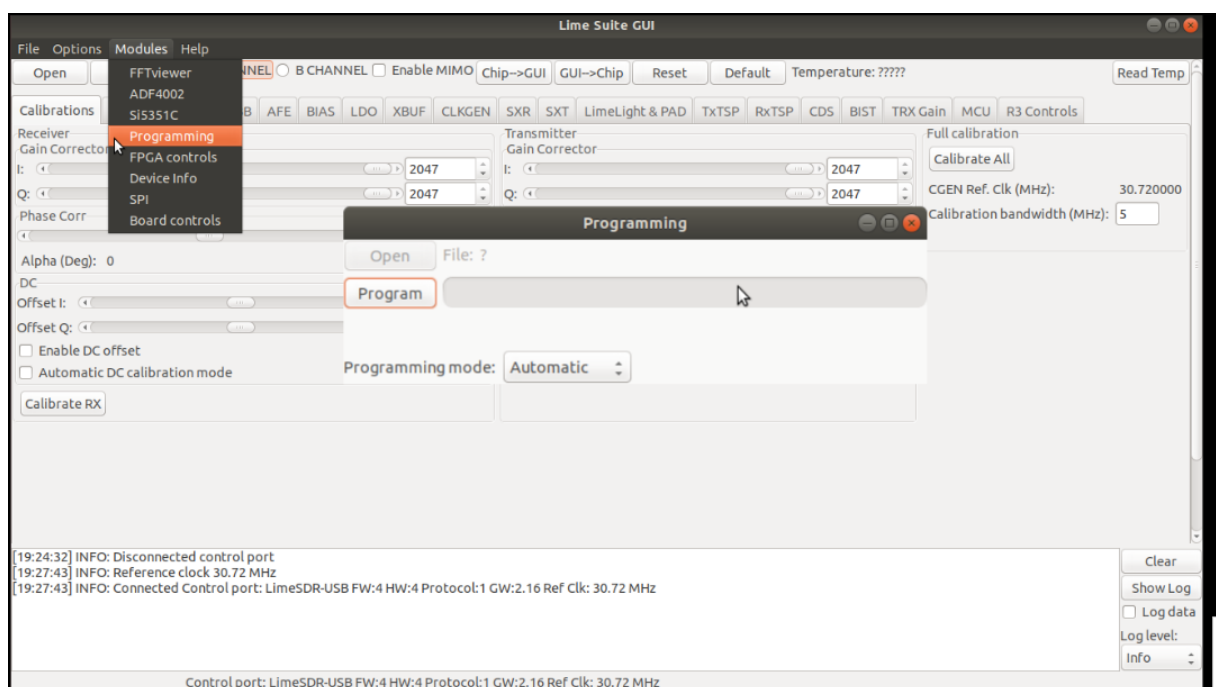 Lime Suite GUI
File Options Modules Help
Open NNEL B CHANNEL Enable MIMO Chip-->GUI GUI-->Chip Reset Default Temperature: ????? Read Temp
FFTviewer
ADF4002
Si5351C
Programming
FPGA controls
Device Info
SPI
Board controls
Calibrations B AFE BIAS LDO XBUF CLKGEN SXR SXT LimeLight & PAD TxTSP RxTSP CDS BIST TRX Gain MCU R3 Controls
Receiver
Gain Corrector
I: 2047
Q: 2047
Phase Corr
Alpha (Deg): 0
DC
Offset I:
Offset Q:
Enable DC offset
Automatic DC calibration mode
Calibrate RX
Transmitter
Gain Corrector
I: 2047
Q: 2047
Full calibration
Calibrate All
CGEN Ref. Clk (MHz): 30.720000
Calibration bandwidth (MHz): 5
Programming
Open File: ?
Program
Programming mode: Automatic
[19:24:32] INFO: Disconnected control port
[19:27:43] INFO: Reference clock 30.72 MHz
[19:27:43] INFO: Connected Control port: LimeSDR-USB FW:4 HW:4 Protocol:1 GW:2.16 Ref Clk: 30.72 MHz
Clear
Show Log
Log data
Log level:
Info
Control port: LimeSDR-USB FW:4 HW:4 Protocol:1 GW:2.16 Ref Clk: 30.72 MHz